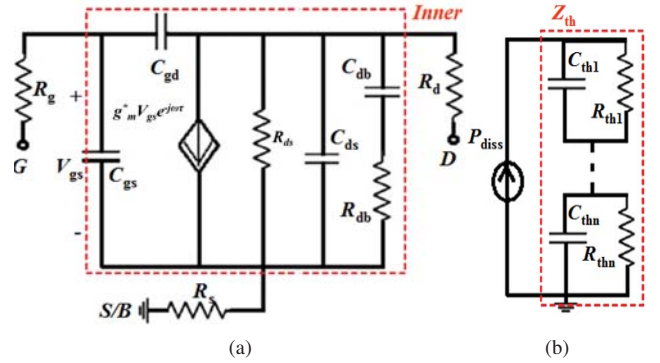 Inner
Z_th
R_g
+
C_gd
g*_m V_gs e^-jωτ
R_ds
C_ds
C_db
R_db
R_d
D
G
V_gs
C_gs
-
S/B
R_s
P_diss
C_th1
R_th1
C_thn
R_thn
(a)
(b)